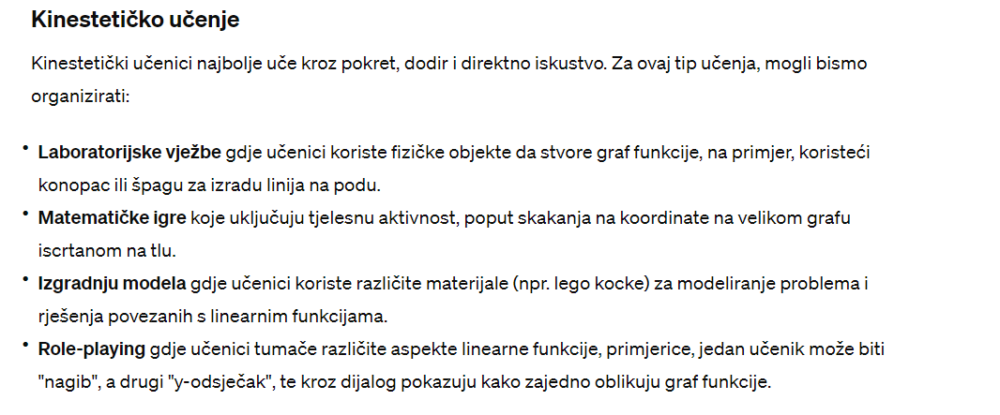 Kinestetičko učenje
Kinestetički učenici najbolje uče kroz pokret, dodir i direktno iskustvo. Za ovaj tip učenja, mogli bismo
organizirati:
• Laboratorijske vježbe gdje učenici koriste fizičke objekte da stvore graf funkcije, na primjer, koristeći
konopac ili špagu za izradu linija na podu.
• Matematičke igre koje uključuju tjelesnu aktivnost, poput skakanja na koordinate na velikom grafu
iscrtanom na tlu.
• Izgradnju modela gdje učenici koriste različite materijale (npr. lego kocke) za modeliranje problema i
rješenja povezanih s linearnim funkcijama.
• Role-playing gdje učenici tumače različite aspekte linearne funkcije, primjerice, jedan učenik može biti
"nagib", a drugi "y-odsječak", te kroz dijalog pokazuju kako zajedno oblikuju graf funkcije.